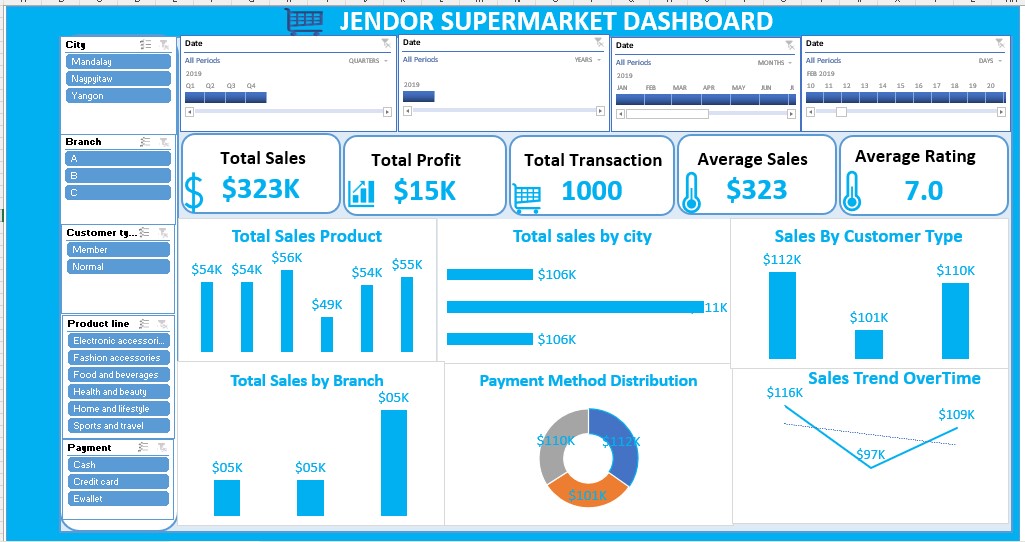 JENDOR SUPERMARKET DASHBOARD
City
Mandalay
Naypyitaw
Yangon
Branch
A
B
C
Customer ty...
Member
Normal
Product line
Electronic accessori...
Fashion accessories
Food and beverages
Health and beauty
Home and lifestyle
Sports and travel
Payment
Cash
Credit card
Ewallet
Date
All Periods QUARTERS
2019
Q1 Q2 Q3 Q4
Date
All Periods YEARS
2019
Date
All Periods MONTHS
2019
JAN FEB MAR APR MAY JUN
Date
All Periods DAYS
FEB 2019
10 11 12 13 14 15 16 17 18 19 20
Total Sales
$323K
Total Profit
$15K
Total Transaction
1000
Average Sales
$323
Average Rating
7.0
Total Sales Product
$54K $54K $56K $49K $54K $55K
Total sales by city
$106K
11K
$106K
Sales By Customer Type
$112K
$101K
$110K
Total Sales by Branch
$05K
$05K
$05K
Payment Method Distribution
$110K
$112K
$101K
Sales Trend OverTime
$116K
$97K
$109K